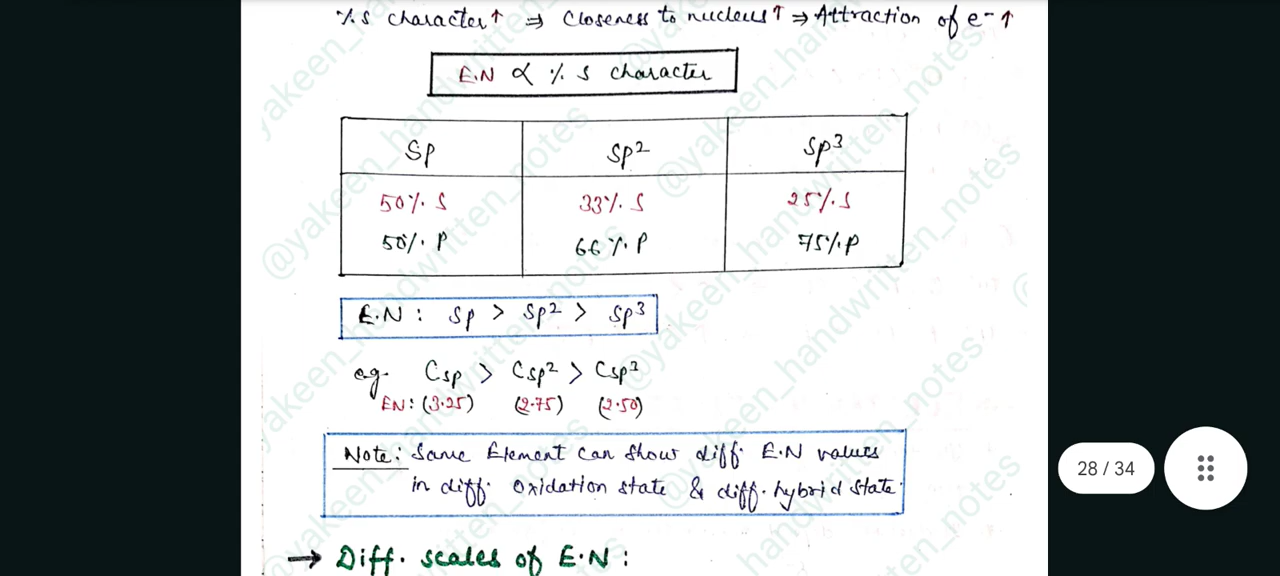 % s character↑ ⇒ Closeness to nucleus↑ ⇒ Attraction of e⁻↑
E.N ∝ % s character
Sp Sp² Sp³
50% S 33% S 25% S
50% P 66% P 75% P
E.N : Sp > Sp² > Sp³
eg. Csp > Csp² > Csp³
EN: (3.25) (2.75) (2.50)
Note: Same Element can show diff. E.N values
in diff. oxidation state & diff. hybrid state.
28 / 34
→ Diff. scales of E.N :
@yakeen_handwritten_notes